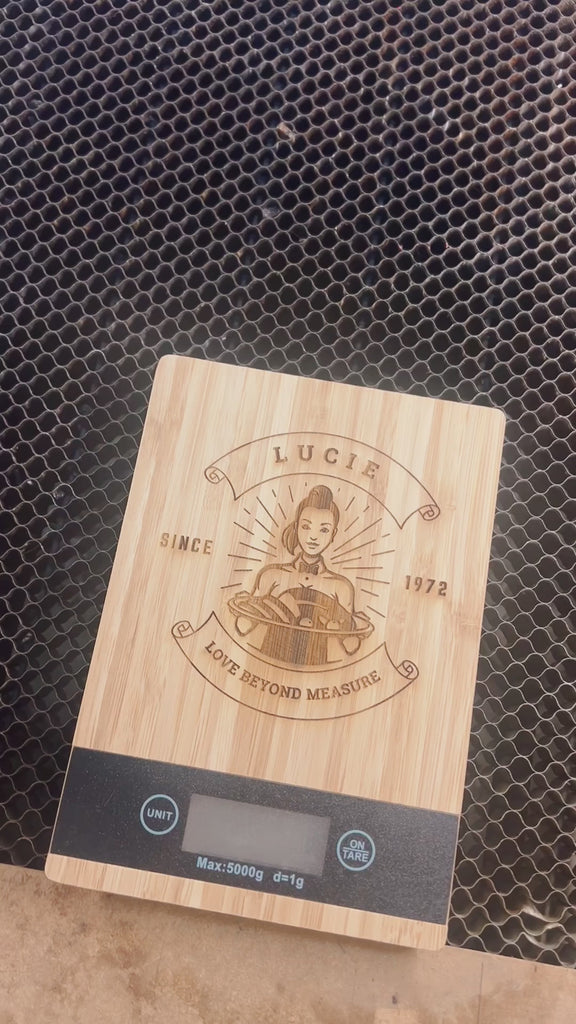 LUCIE
SINCE
1972
LOVE BEYOND MEASURE
UNIT
ON
TARE
Max:5000g d=1g